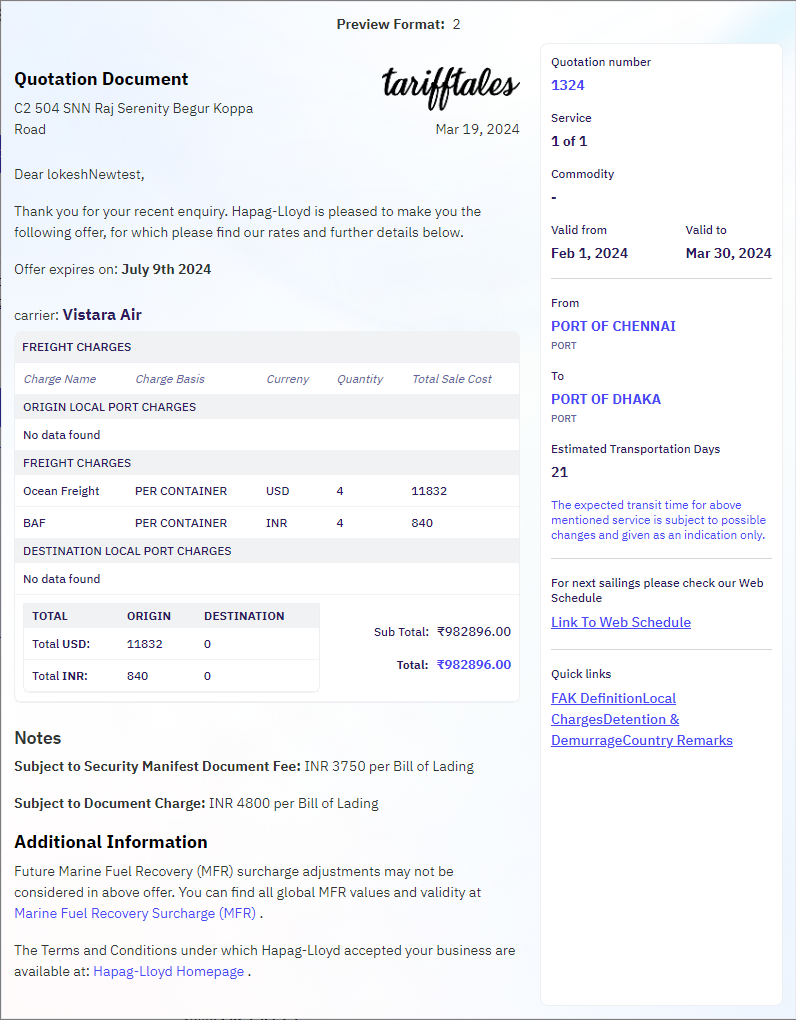 Preview Format: 2
Quotation Document
tarifftales
C2 504 SNN Raj Serenity Begur Koppa
Road
Mar 19, 2024
Dear lokeshNewtest,
Thank you for your recent enquiry. Hapag-Lloyd is pleased to make you the
following offer, for which please find our rates and further details below.
Offer expires on: July 9th 2024
carrier: Vistara Air
FREIGHT CHARGES
Charge Name Charge Basis Curreny Quantity Total Sale Cost
ORIGIN LOCAL PORT CHARGES
No data found
FREIGHT CHARGES
Ocean Freight PER CONTAINER USD 4 11832
BAF PER CONTAINER INR 4 840
DESTINATION LOCAL PORT CHARGES
No data found
TOTAL ORIGIN DESTINATION
Total USD: 11832 0
Total INR: 840 0
Sub Total: ₹982896.00
Total: ₹982896.00
Notes
Subject to Security Manifest Document Fee: INR 3750 per Bill of Lading
Subject to Document Charge: INR 4800 per Bill of Lading
Additional Information
Future Marine Fuel Recovery (MFR) surcharge adjustments may not be
considered in above offer. You can find all global MFR values and validity at
Marine Fuel Recovery Surcharge (MFR) .
The Terms and Conditions under which Hapag-Lloyd accepted your business are
available at: Hapag-Lloyd Homepage .
Quotation number
1324
Service
1 of 1
Commodity
-
Valid from Valid to
Feb 1, 2024 Mar 30, 2024
From
PORT OF CHENNAI
PORT
To
PORT OF DHAKA
PORT
Estimated Transportation Days
21
The expected transit time for above
mentioned service is subject to possible
changes and given as an indication only.
For next sailings please check our Web
Schedule
Link To Web Schedule
Quick links
FAK DefinitionLocal
ChargesDetention &
DemurrageCountry Remarks